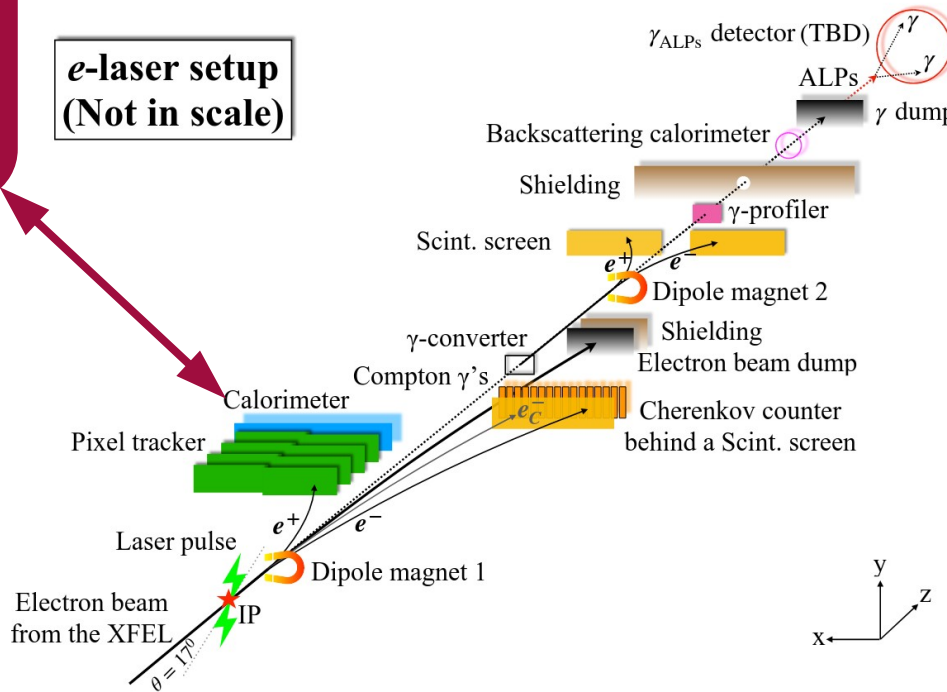 e-laser setup
(Not in scale)
γALPs detector (TBD)
γ
γ
ALPs
γ dump
Backscattering calorimeter
Shielding
γ-profiler
Scint. screen
e⁺
e⁻
Dipole magnet 2
γ-converter
Shielding
Electron beam dump
Compton γ's
Calorimeter
e⁻C
Cherenkov counter
behind a Scint. screen
Pixel tracker
e⁺
e⁻
Laser pulse
Dipole magnet 1
Electron beam
from the XFEL
IP
θ = 17⁰
y
z
x